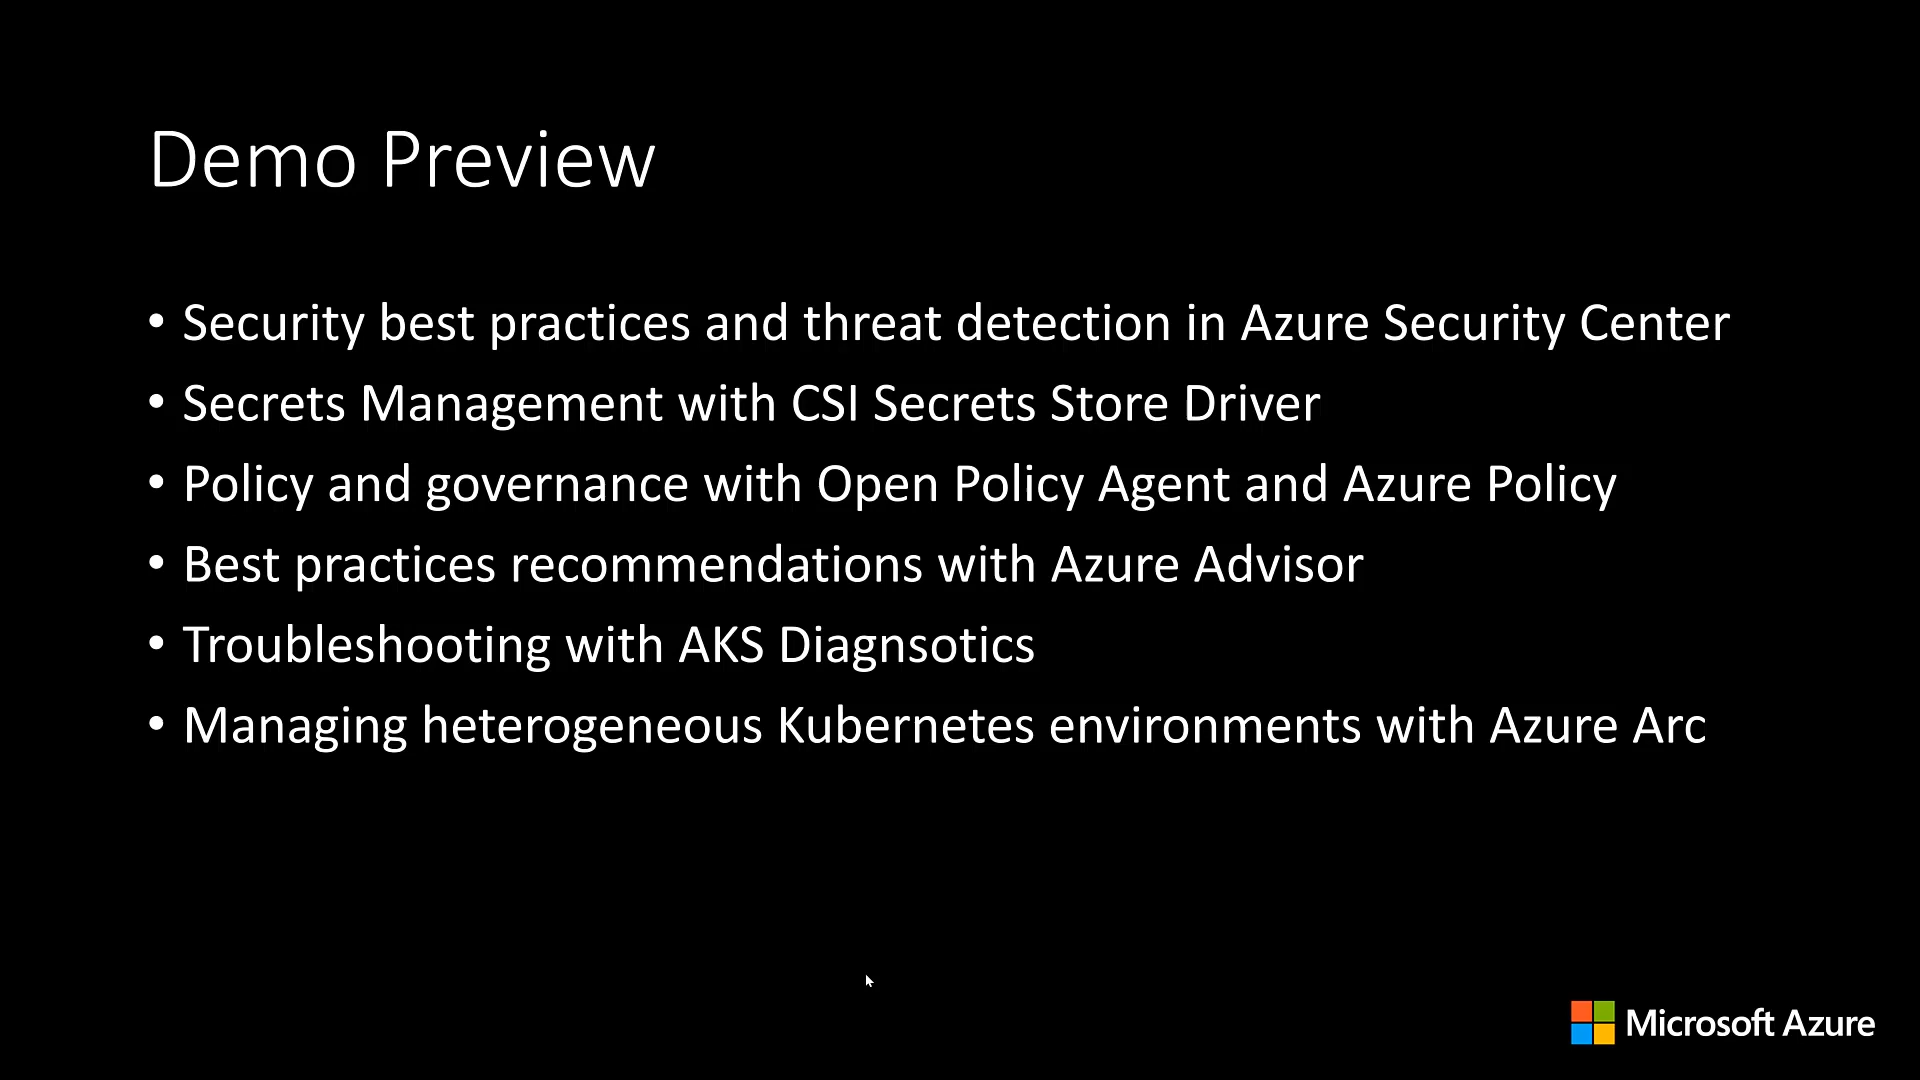 Demo Preview
• Security best practices and threat detection in Azure Security Center
• Secrets Management with CSI Secrets Store Driver
• Policy and governance with Open Policy Agent and Azure Policy
• Best practices recommendations with Azure Advisor
• Troubleshooting with AKS Diagnsotics
• Managing heterogeneous Kubernetes environments with Azure Arc
Microsoft Azure